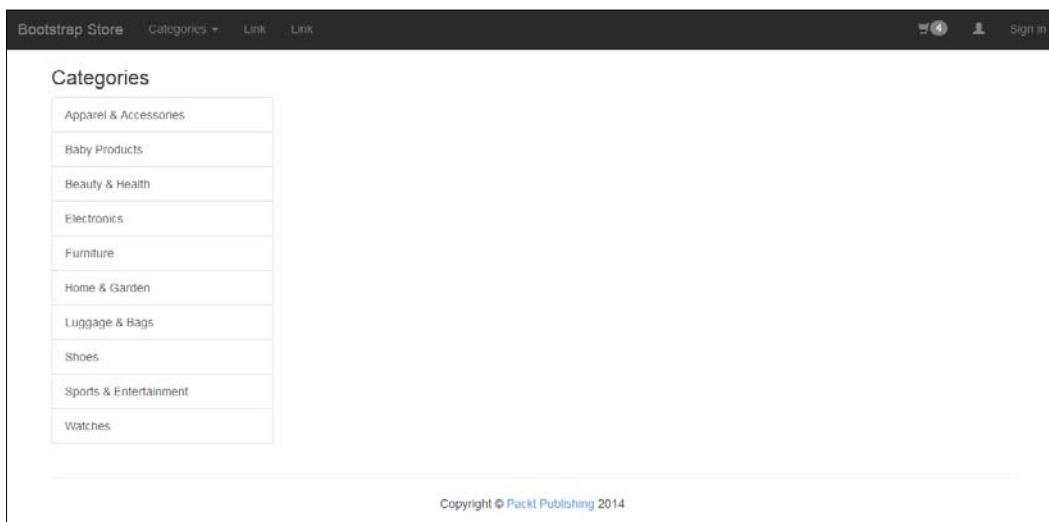 Bootstrap Store Categories Link Link 4 Sign in
Categories
Apparel & Accessories
Baby Products
Beauty & Health
Electronics
Furniture
Home & Garden
Luggage & Bags
Shoes
Sports & Entertainment
Watches
Copyright © Packt Publishing 2014